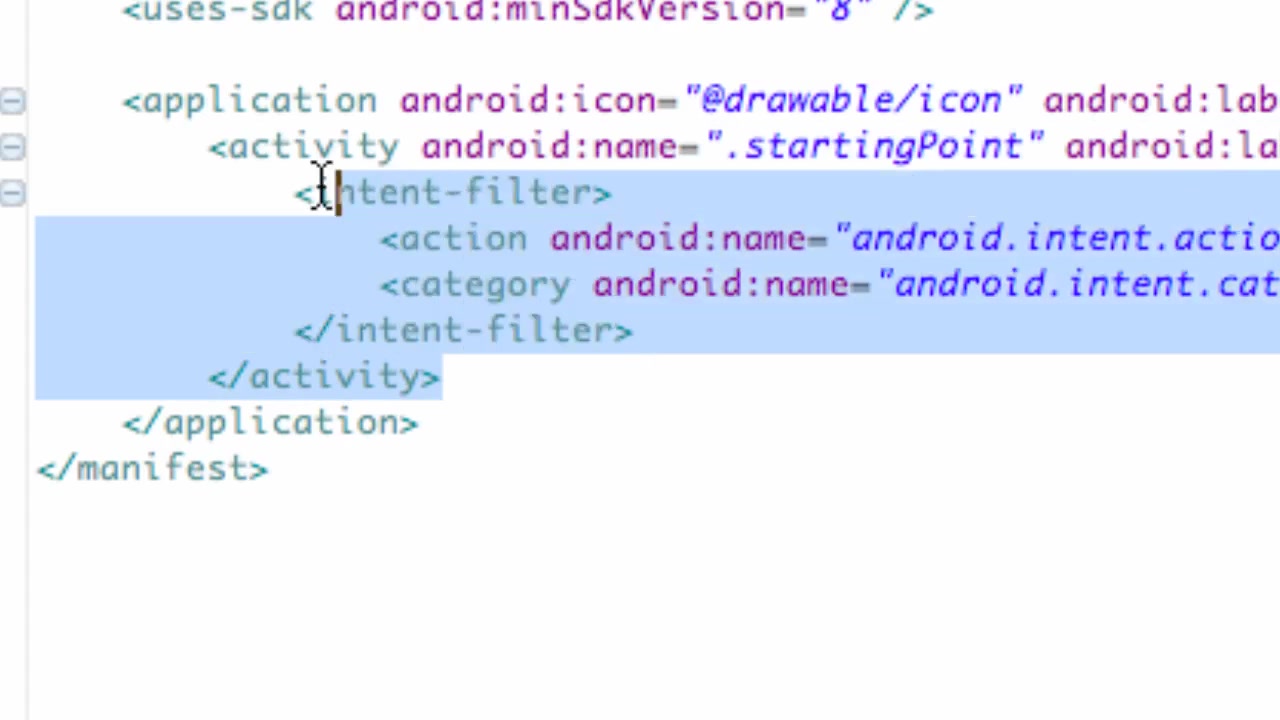 <uses-sdk android:minSdkVersion="8" />
<application android:icon="@drawable/icon" android:lab
<activity android:name=".startingPoint" android:la
<intent-filter>
<action android:name="android.intent.actio
<category android:name="android.intent.cat
</intent-filter>
</activity>
</application>
</manifest>